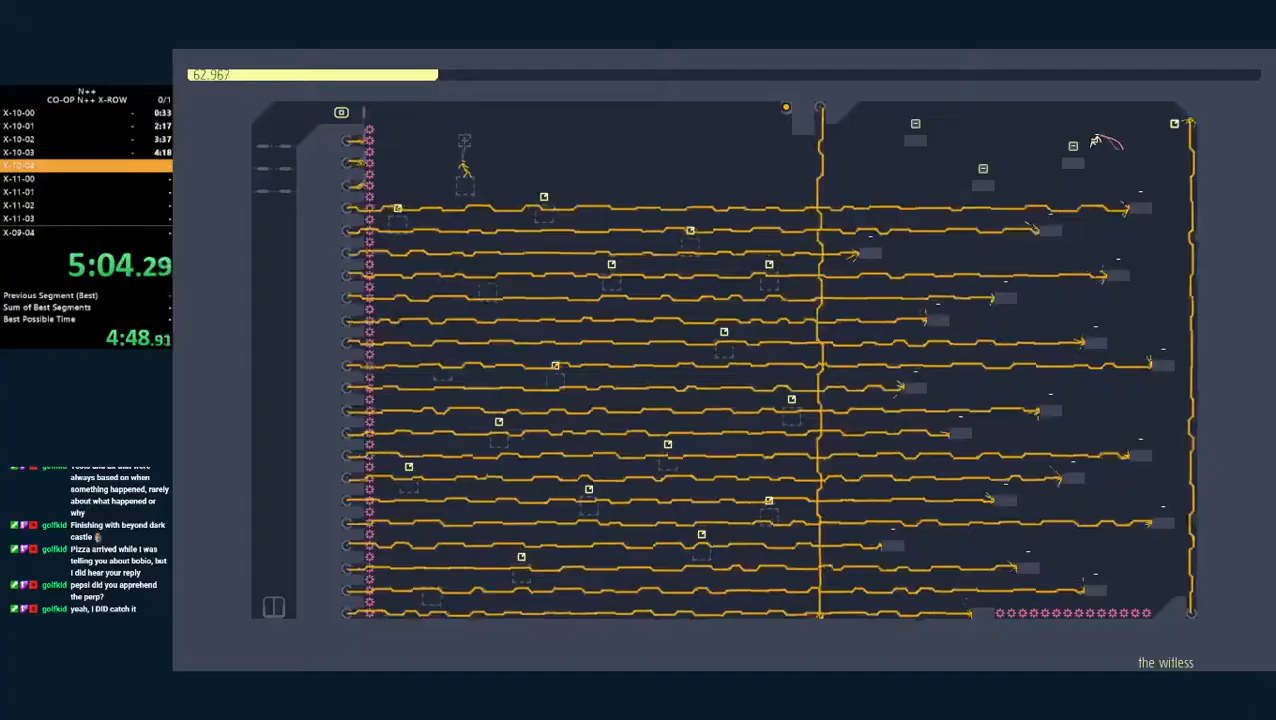 62.967
N++
CO-OP N++ X-ROW 0/1
X-10-00 - 0:33
X-10-01 - 2:17
X-10-02 - 3:37
X-10-03 - 4:18
X-10-04
X-11-00 -
X-11-01 -
X-11-02 -
X-11-03 -
X-09-04 -
5:04.29
Previous Segment (Best) -
Sum of Best Segments -
Best Possible Time -
4:48.91
always based on when
something happened, rarely
about what happened or
why
golfkid Finishing with beyond dark
castle
golfkid Pizza arrived while I was
telling you about bobio, but
I did hear your reply
golfkid pepsi did you apprehend
the perp?
golfkid yeah, I DID catch it
the witless